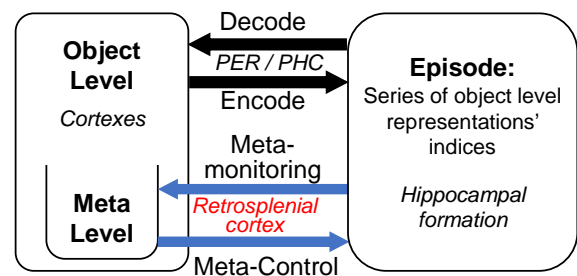 Object
Level
Cortexes
Meta
Level
Decode
PER / PHC
Encode
Meta-
monitoring
Retrosplenial
cortex
Meta-Control
Episode:
Series of object level
representations’
indices
Hippocampal
formation